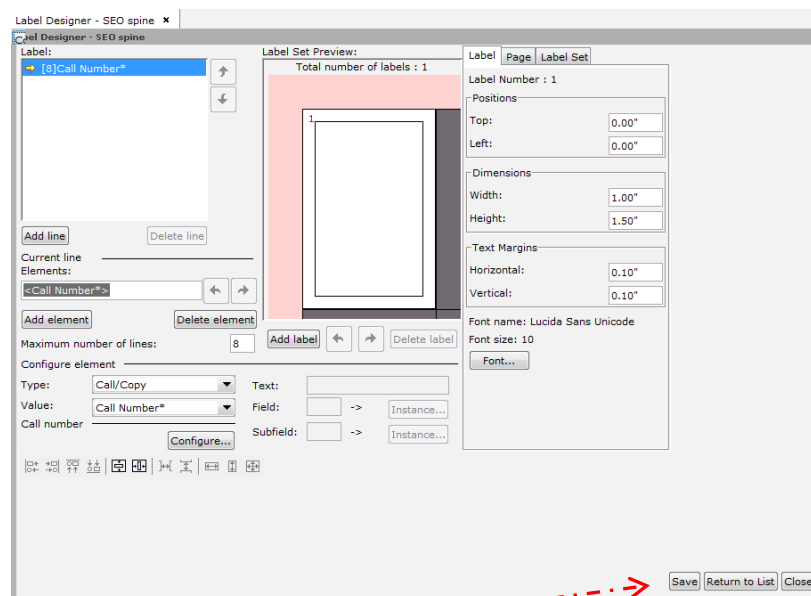 Label Designer - SEO spine ×
Label Designer - SEO spine
Label:
[8]Call Number*
Add line
Delete line
Current line
Elements:
<Call Number*>
Add element
Delete element
Maximum number of lines:
8
Label Set Preview:
Total number of labels : 1
1
Add label
Delete label
Configure element
Type:
Call/Copy
Value:
Call Number*
Call number
Configure...
Text:
Field:
->
Instance...
Subfield:
->
Instance...
Label
Page
Label Set
Label Number : 1
Positions
Top:
0.00"
Left:
0.00"
Dimensions
Width:
1.00"
Height:
1.50"
Text Margins
Horizontal:
0.10"
Vertical:
0.10"
Font name: Lucida Sans Unicode
Font size: 10
Font...
Save
Return to List
Close